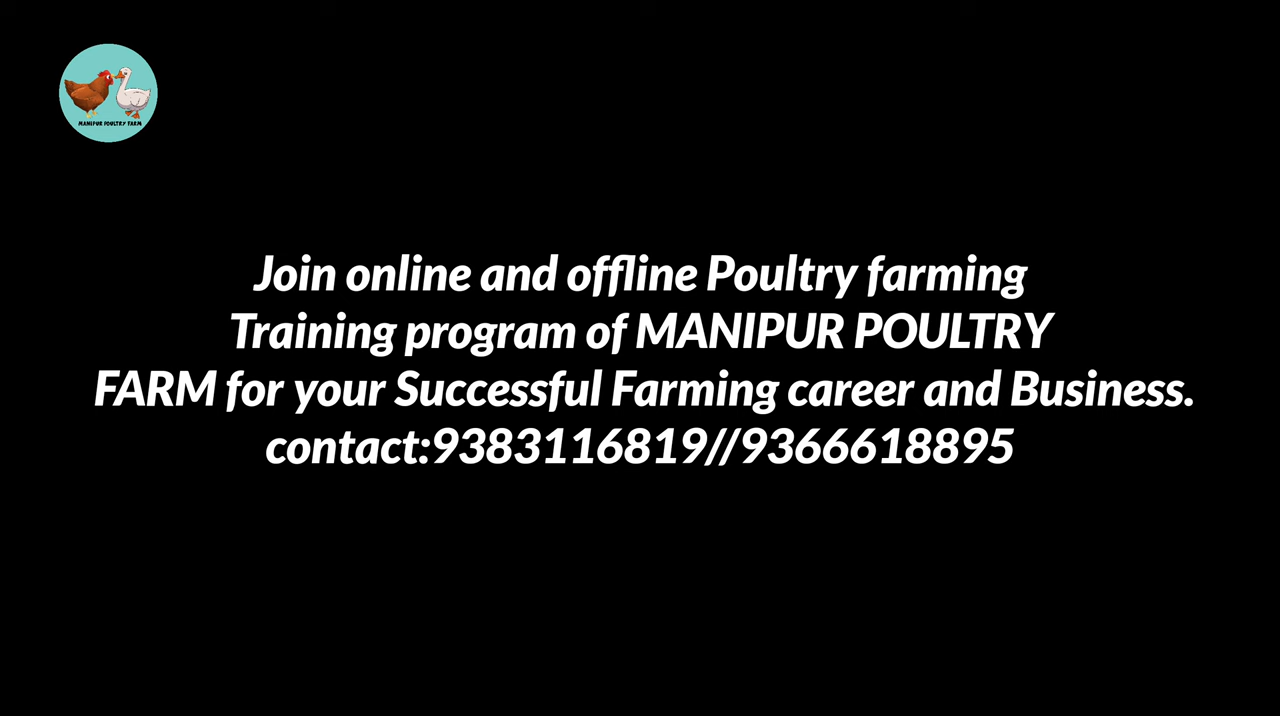 MANIPUR POULTRY FARM
Join online and offline Poultry farming
Training program of MANIPUR POULTRY
FARM for your Successful Farming career and Business.
contact:9383116819//9366618895